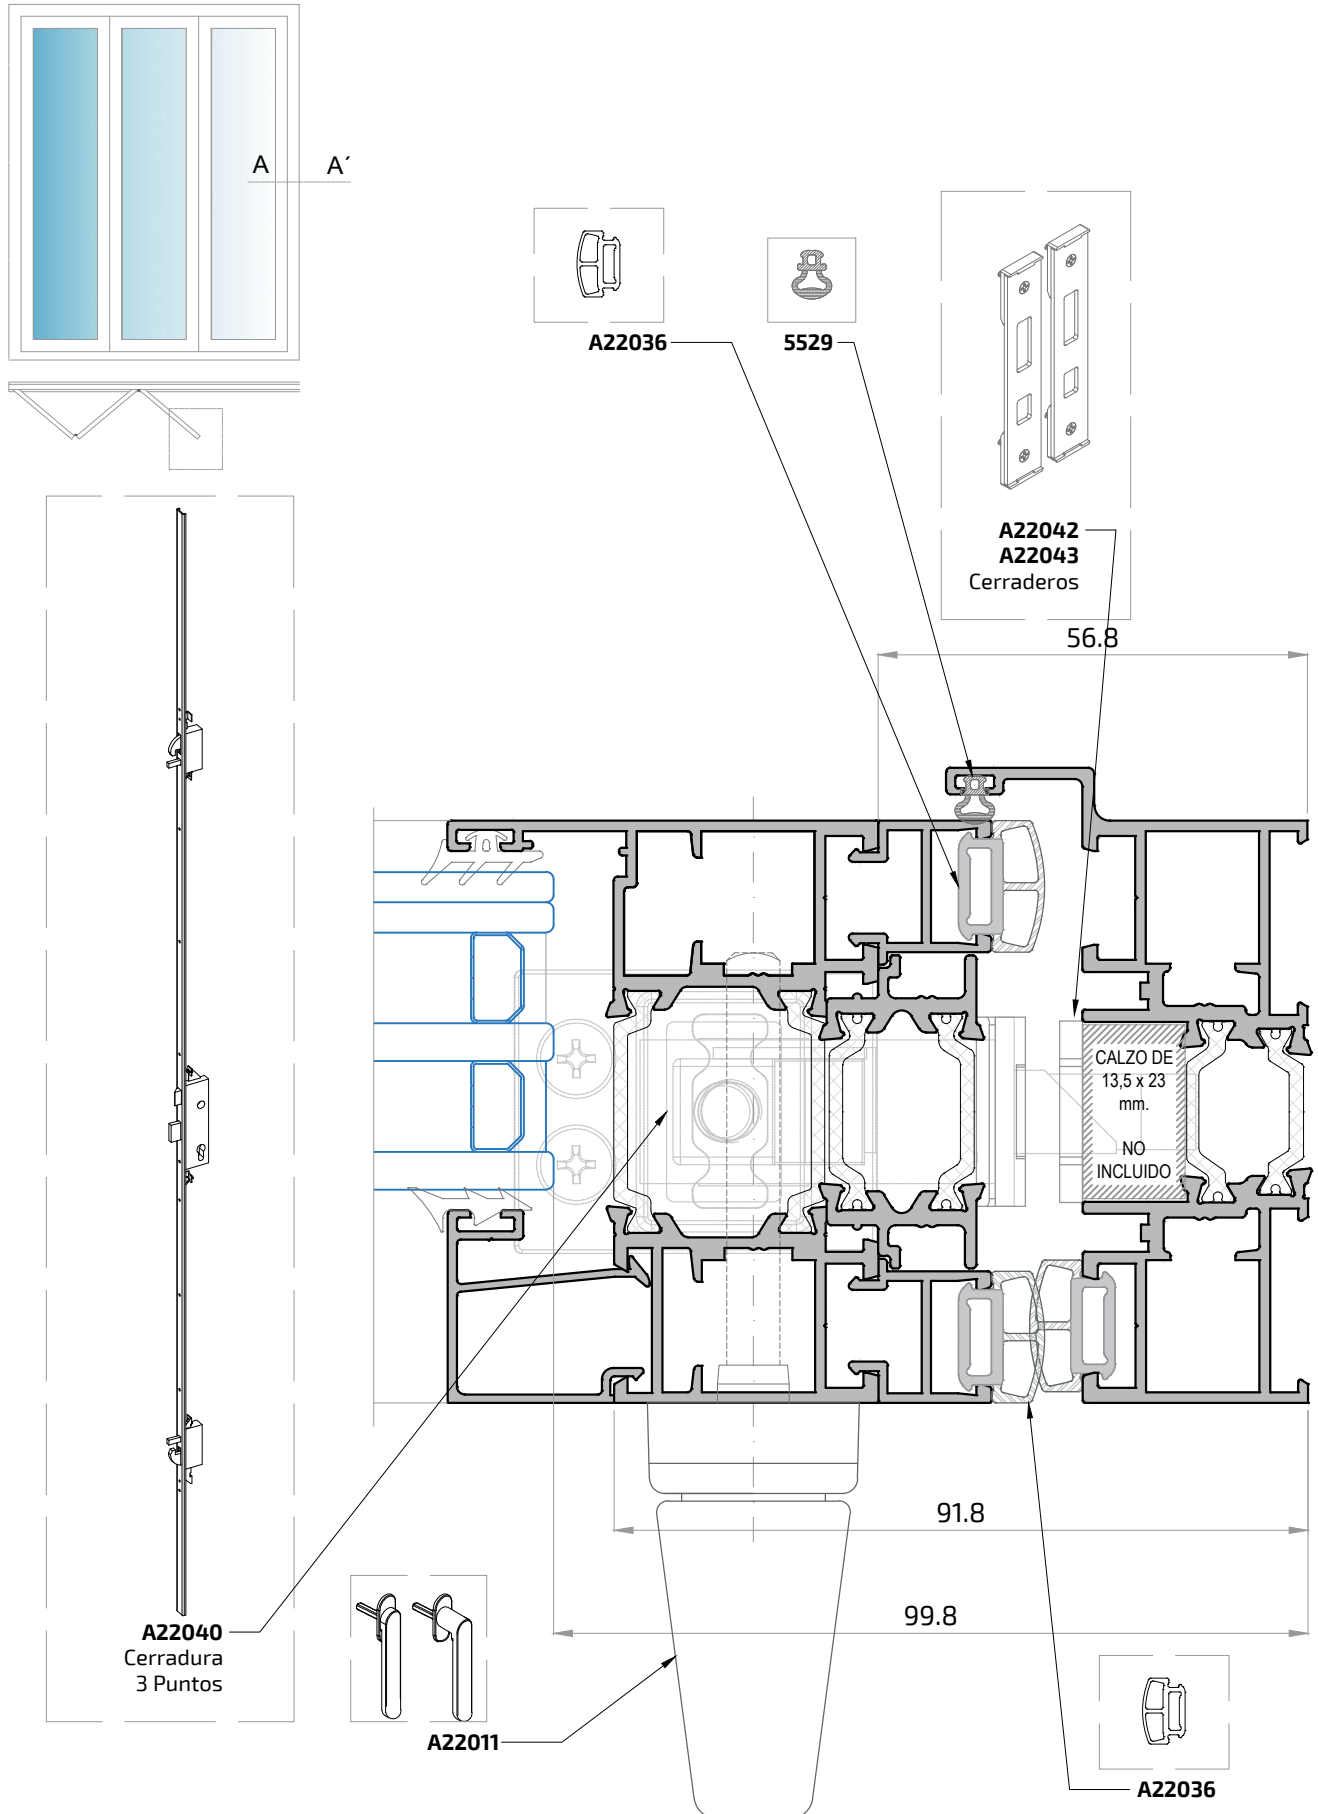 A A´
A22036
5529
A22042
A22043
Cerraderos
56.8
CALZO DE
13,5 x 23
mm.
NO
INCLUIDO
91.8
99.8
A22040
Cerradura
3 Puntos
A22011
A22036